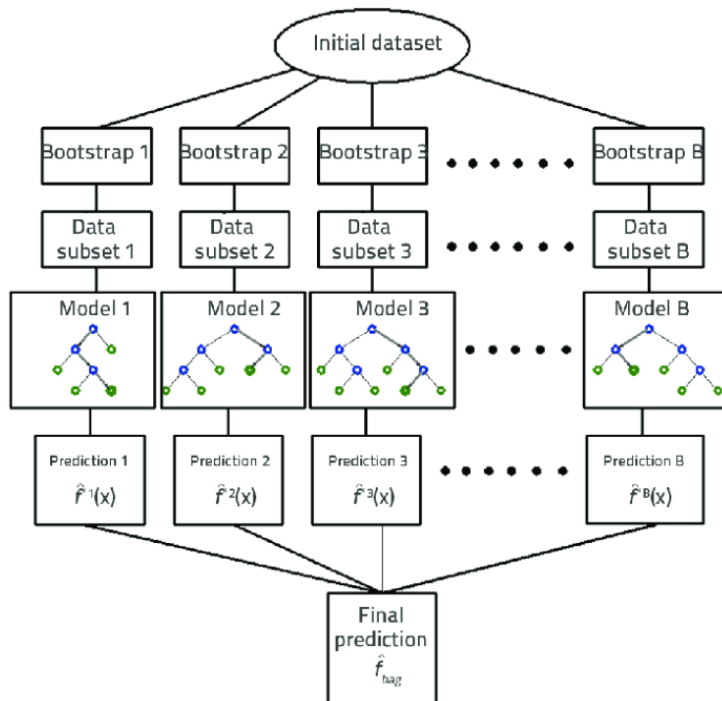 Initial dataset
Bootstrap 1
Bootstrap 2
Bootstrap 3
Bootstrap B
Data
subset 1
Data
subset 2
Data
subset 3
Data
subset B
Model 1
Model 2
Model 3
Model B
Prediction 1
f̂*¹(x)
Prediction 2
f̂*²(x)
Prediction 3
f̂*³(x)
Prediction B
f̂*ᴮ(x)
Final
prediction
f̂bag